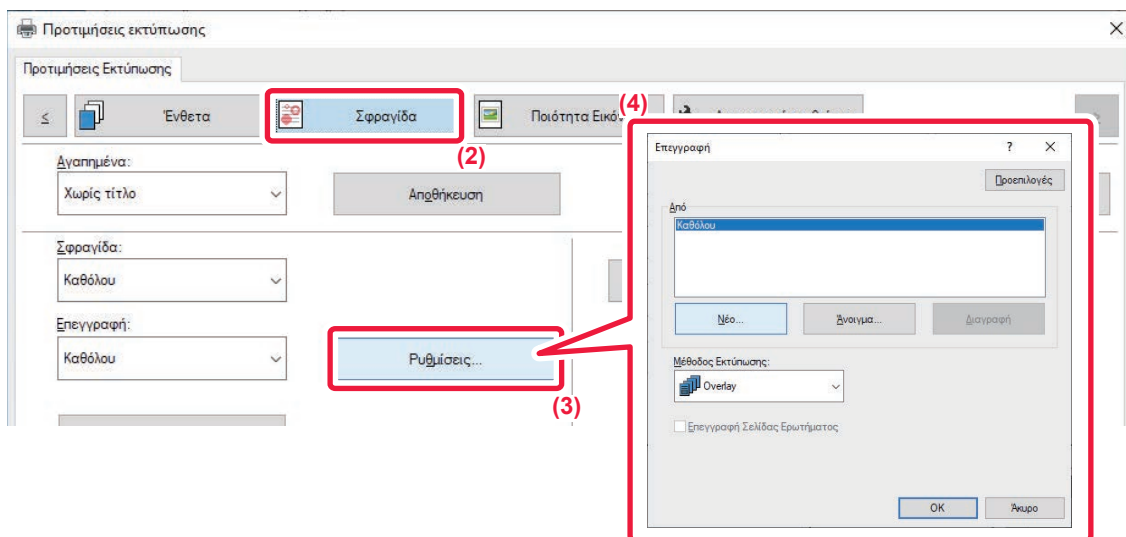 Προτιμήσεις εκτύπωσης
Προτιμήσεις Εκτύπωσης
Ένθετα
Σφραγίδα
Ποιότητα
(4)
(2)
Αγαπημένα:
Χωρίς τίτλο
Αποθήκευση
Σφραγίδα:
Καθόλου
Επεγγραφή:
Καθόλου
Ρυθμίσεις...
(3)
Επεγγραφή
?
Προεπιλογές
Από
Καθόλου
Νέο...
Άνοιγμα...
Διαγραφή
Μέθοδος Εκτύπωσης:
Overlay
Επεγγραφή Σελίδας Ερωτήματος
OK
Άκυρο